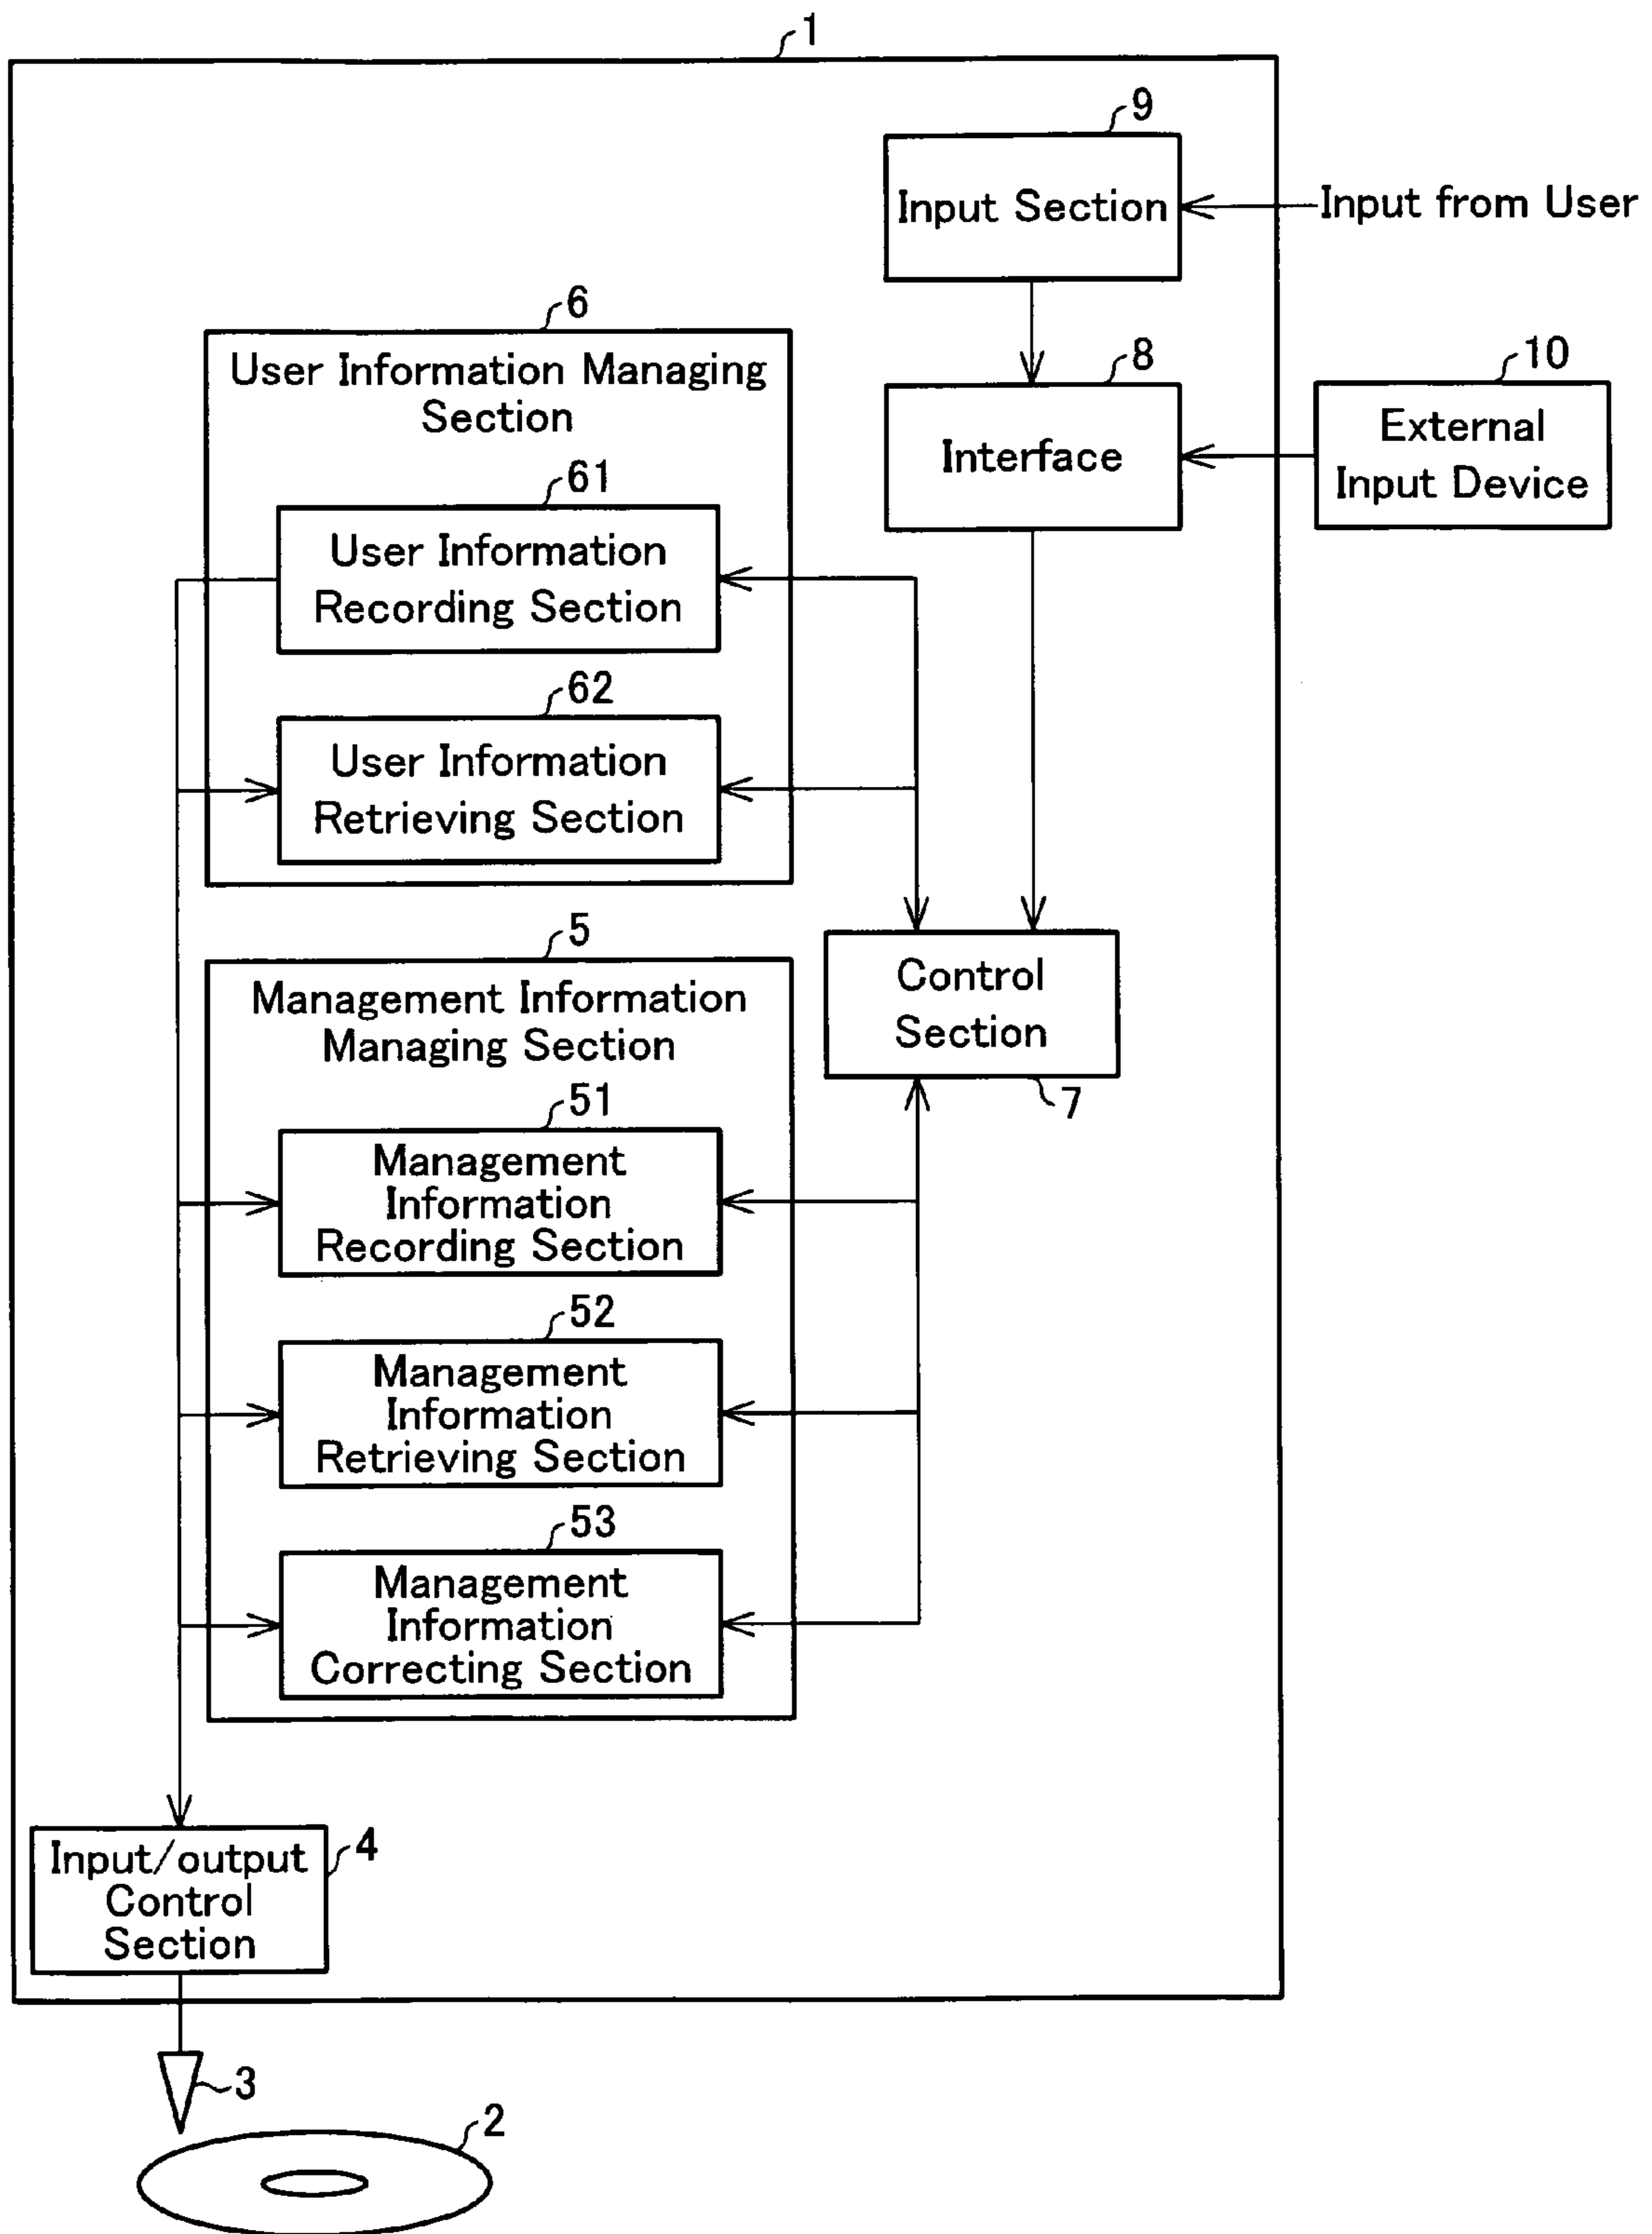 1
9
Input Section
Input from User
6
User Information Managing
Section
8
Interface
10
External
Input Device
61
User Information
Recording Section
62
User Information
Retrieving Section
5
Management Information
Managing Section
Control
Section
7
51
Management
Information
Recording Section
52
Management
Information
Retrieving Section
53
Management
Information
Correcting Section
Input/output
Control
Section
4
3
2